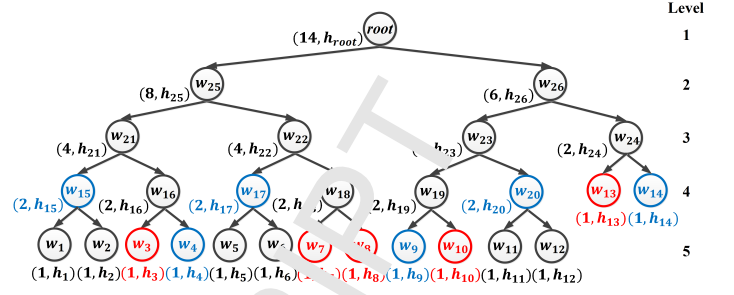 Level
root
(14, h_root)
1
w25
w26
(8, h25)
(6, h26)
2
w21
w22
w23
w24
(4, h21)
(4, h22)
h23)
(2, h24)
3
w15
w16
w17
w18
w19
w20
w13
w14
4
(2, h15)
(2, h16)
(2, h17)
(2, h
2, h19)
(2, h20)
(1, h13)
(1, h14)
w1
w2
w3
w4
w5
w7
w9
w10
w11
w12
5
(1, h1)
(1, h2)
(1, h3)
(1, h4)
(1, h5)
(1, h6)
(1, h8)
(1, h9)
(1, h10)
(1, h11)
(1, h12)